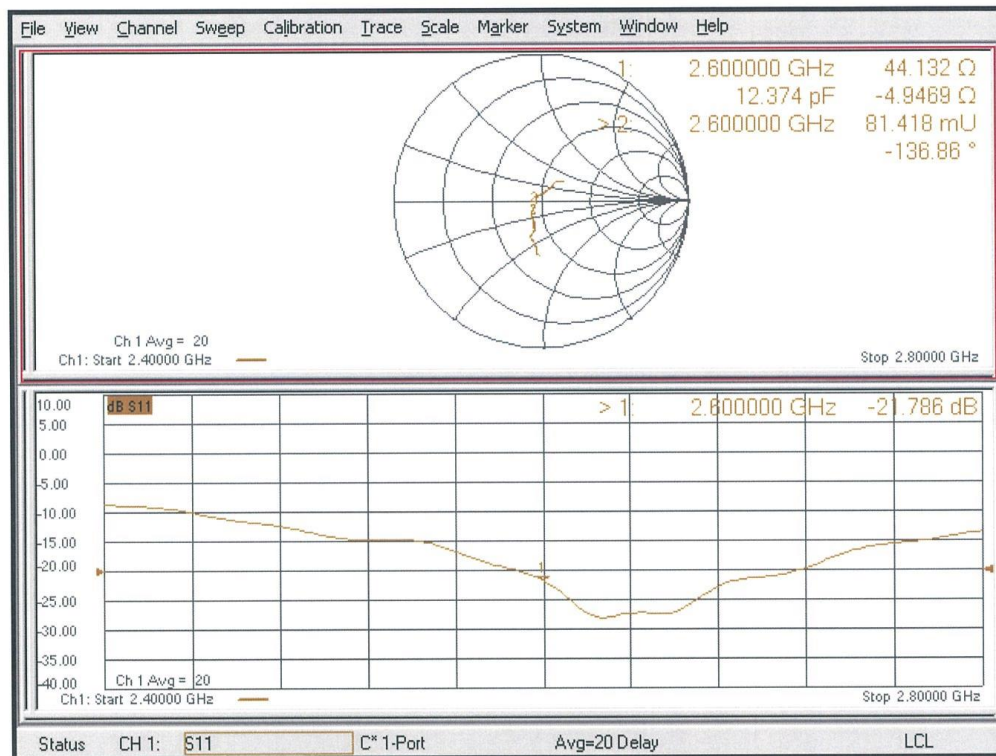 File View Channel Sweep Calibration Trace Scale Marker System Window Help
1: 2.600000 GHz 44.132 Ω
12.374 pF -4.9469 Ω
> 2: 2.600000 GHz 81.418 mU
-136.86 °
Ch 1 Avg = 20
Ch1: Start 2.40000 GHz
Stop 2.80000 GHz
10.00
dB S11
> 1: 2.600000 GHz -21.786 dB
5.00
0.00
-5.00
-10.00
-15.00
-20.00
1
-25.00
-30.00
-35.00
-40.00
Ch 1 Avg = 20
Ch1: Start 2.40000 GHz
Stop 2.80000 GHz
Status CH 1: S11 C* 1-Port Avg=20 Delay LCL